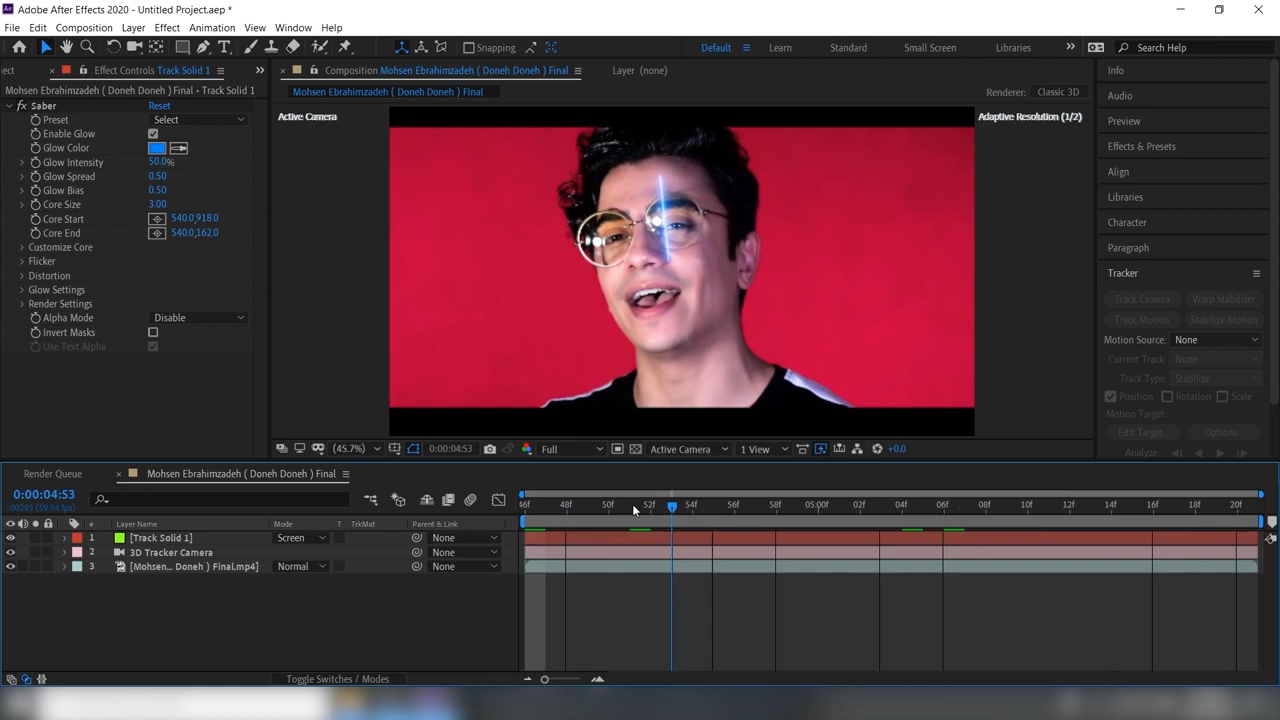 Adobe After Effects 2020 - Untitled Project.aep *
File Edit Composition Layer Effect Animation View Window Help
Snapping
Default Learn Standard Small Screen Libraries Search Help
ect Effect Controls Track Solid 1
Composition Mohsen Ebrahimzadeh ( Doneh Doneh ) Final Layer (none)
Mohsen Ebrahimzadeh ( Doneh Doneh ) Final • Track Solid 1
Mohsen Ebrahimzadeh ( Doneh Doneh ) Final
Renderer: Classic 3D
fx Saber Reset
Preset Select
Enable Glow
Glow Color
Glow Intensity 50.0%
Glow Spread 0.50
Glow Bias 0.50
Core Size 3.00
Core Start 540.0,918.0
Core End 540.0,162.0
Customize Core
Flicker
Distortion
Glow Settings
Render Settings
Alpha Mode Disable
Invert Masks
Use Text Alpha
Active Camera Adaptive Resolution (1/2)
(45.7%) 0:00:04:53 Full Active Camera 1 View +0.0
Info
Audio
Preview
Effects & Presets
Align
Libraries
Character
Paragraph
Tracker
Track Camera Warp Stabilizer
Track Motion Stabilize Motion
Motion Source: None
Current Track: None
Track Type: Stabilize
Position Rotation Scale
Motion Target:
Edit Target... Options...
Analyze:
Render Queue Mohsen Ebrahimzadeh ( Doneh Doneh ) Final
0:00:04:53
00293 (59.94 fps)
46f 48f 50f 52f 54f 56f 58f 05:00f 02f 04f 06f 08f 10f 12f 14f 16f 18f 20f
# Layer Name Mode T TrkMat Parent & Link
1 [Track Solid 1] Screen None
2 3D Tracker Camera None
3 [Mohsen... Doneh ) Final.mp4] Normal None
Toggle Switches / Modes